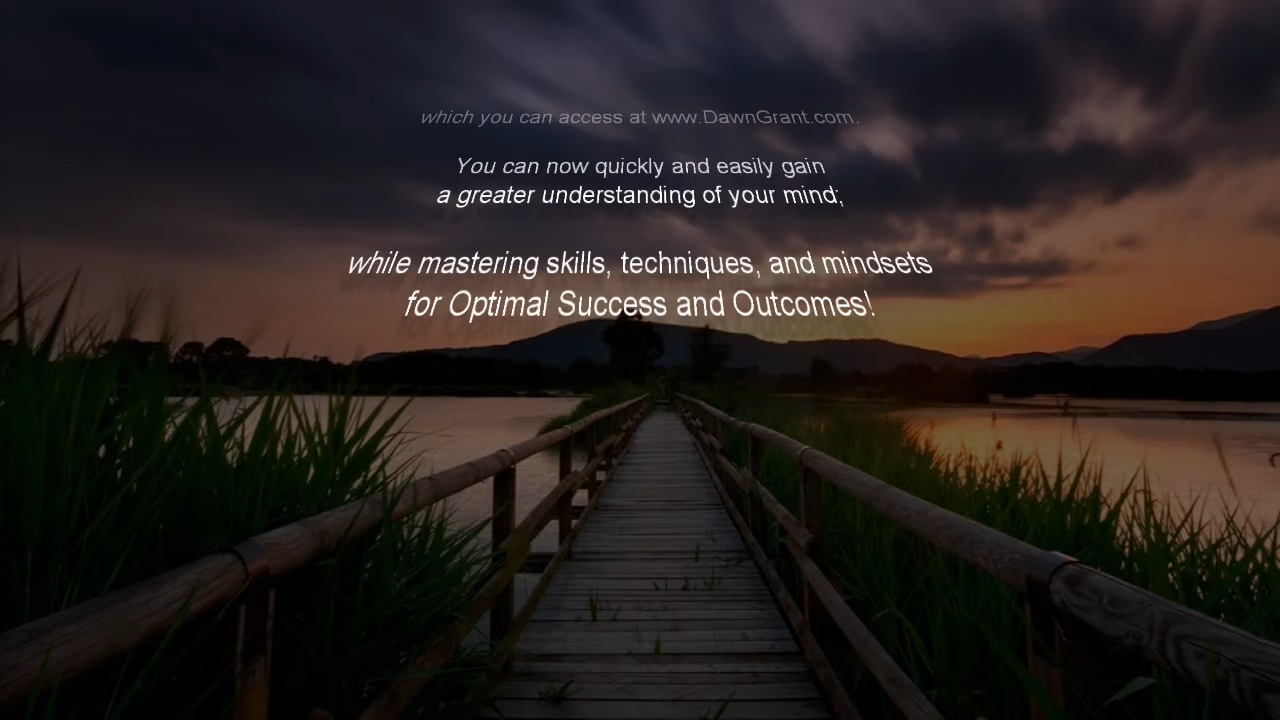 which you can access at www.DawnGrant.com.
You can now quickly and easily gain
a greater understanding of your mind;
while mastering skills, techniques, and mindsets
for Optimal Success and Outcomes!